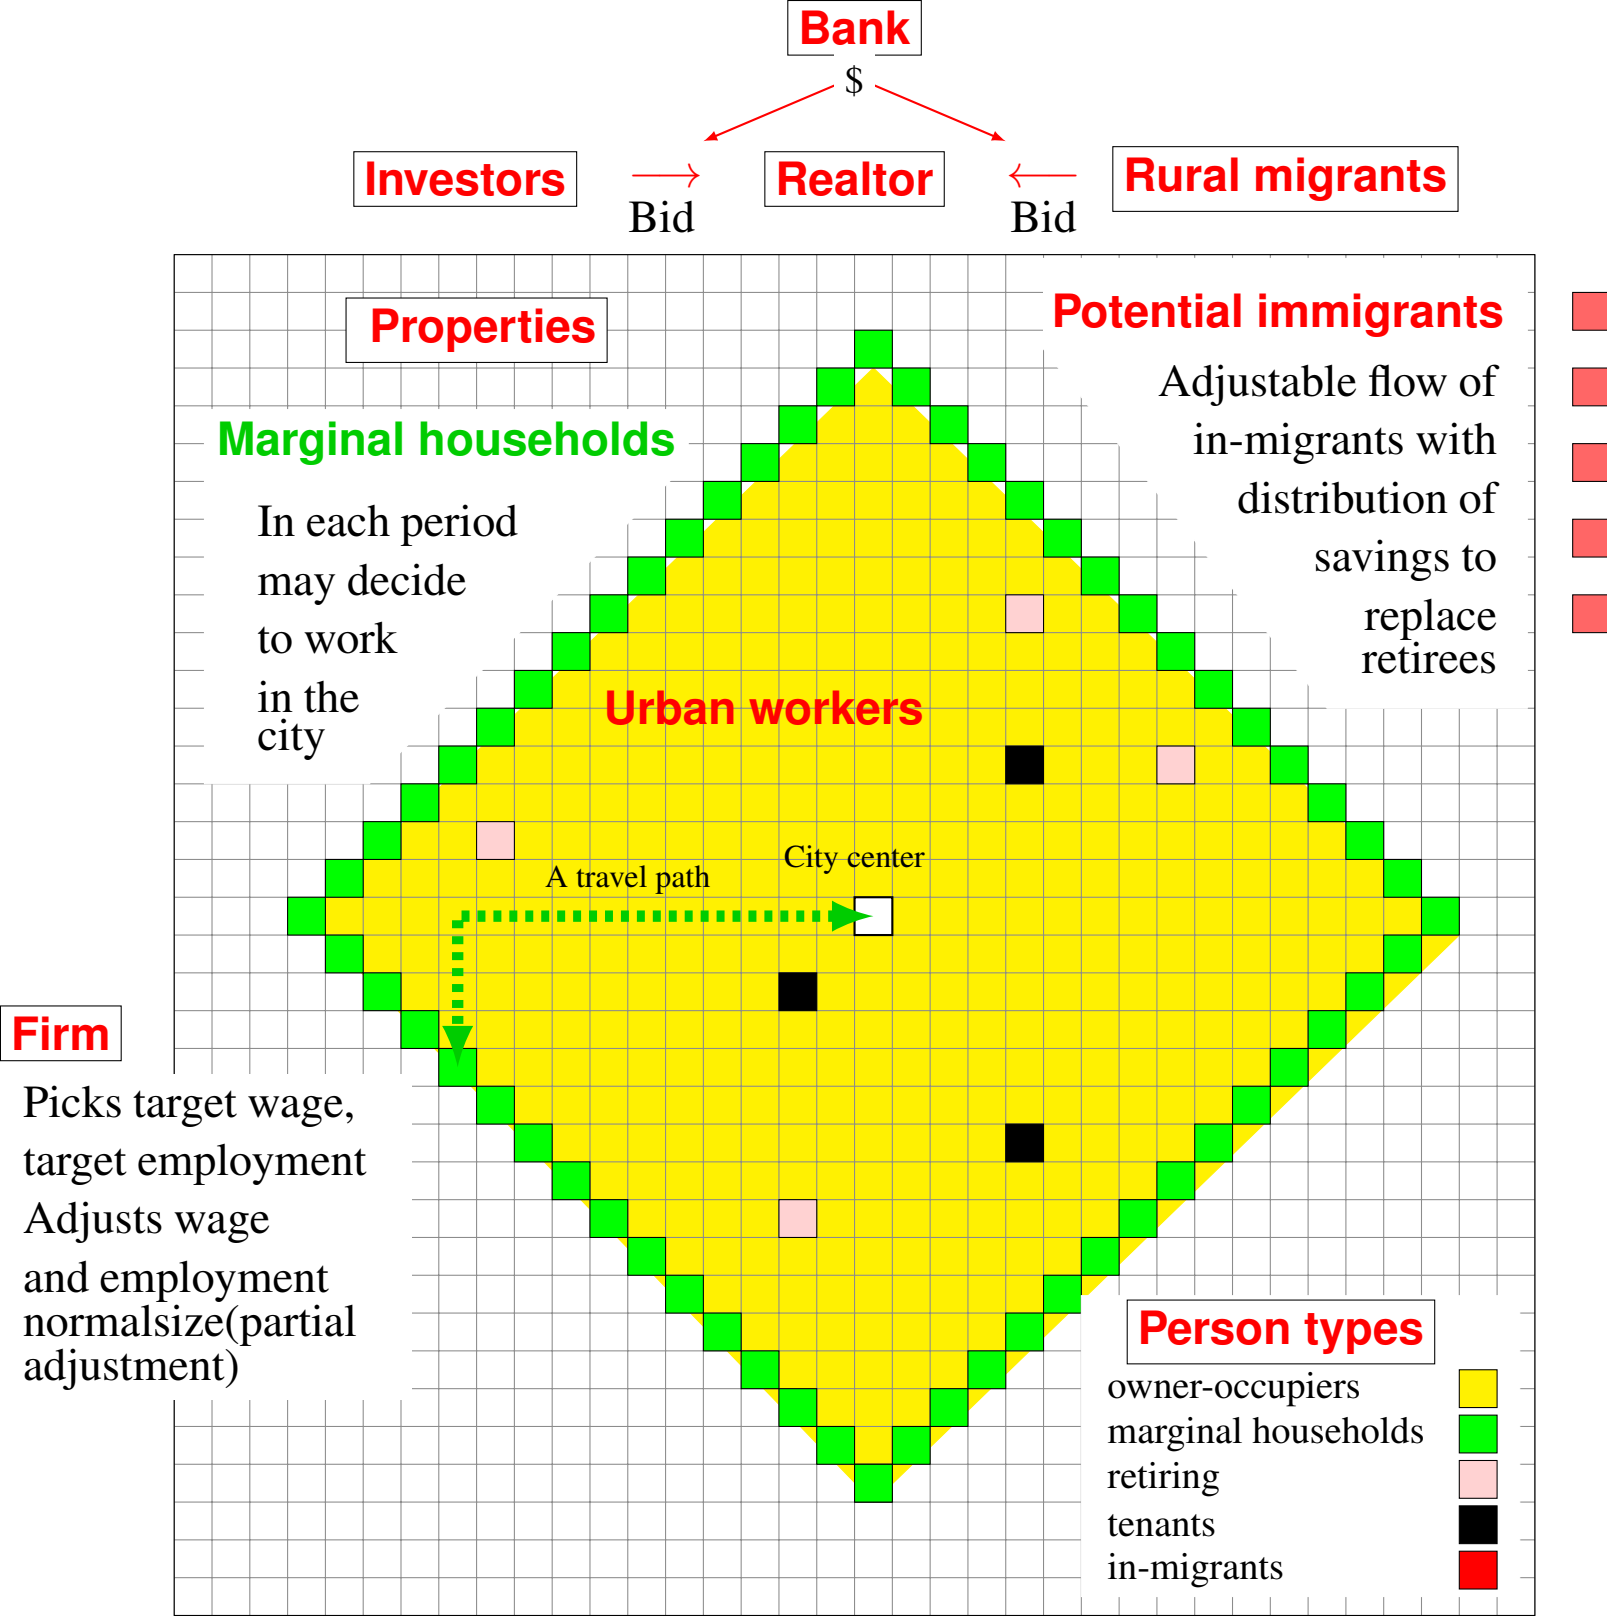 Bank
$
Investors
Bid
Realtor
Bid
Rural migrants
Properties
Potential immigrants
Adjustable flow of
in-migrants with
distribution of
savings to
replace
retirees
Marginal households
In each period
may decide
to work
in the
city
Urban workers
City center
A travel path
Firm
Picks target wage,
target employment
Adjusts wage
and employment
normalsize(partial
adjustment)
Person types
owner-occupiers
marginal households
retiring
tenants
in-migrants